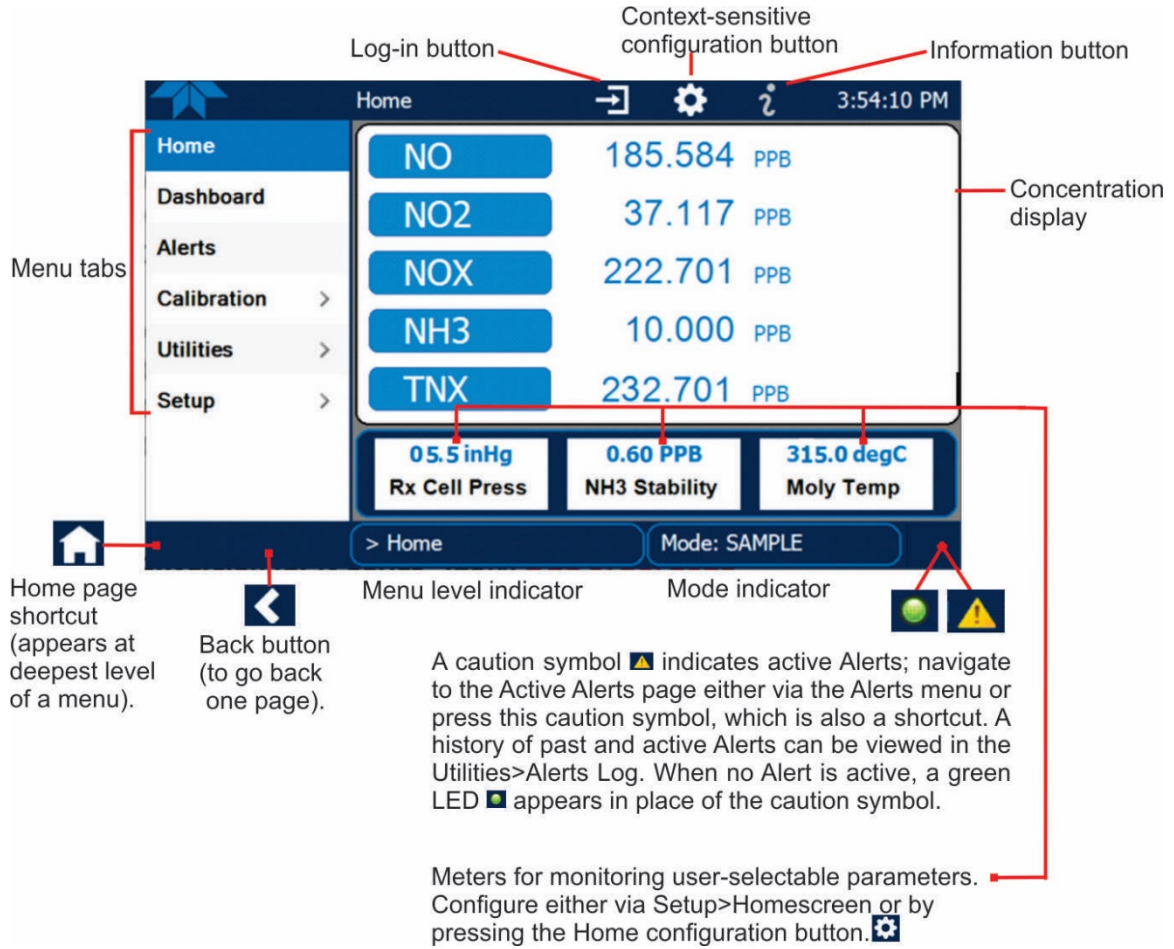 Context-sensitive
configuration button
Log-in button
Information button
Home
3:54:10 PM
Home
Dashboard
Alerts
Calibration >
Utilities >
Setup >
Menu tabs
NO 185.584 PPB
NO2 37.117 PPB
NOX 222.701 PPB
NH3 10.000 PPB
TNX 232.701 PPB
Concentration
display
05.5 inHg
Rx Cell Press
0.60 PPB
NH3 Stability
315.0 degC
Moly Temp
> Home
Mode: SAMPLE
Home page
shortcut
(appears at
deepest level
of a menu).
Back button
(to go back
one page).
Menu level indicator
Mode indicator
A caution symbol indicates active Alerts; navigate
to the Active Alerts page either via the Alerts menu or
press this caution symbol, which is also a shortcut. A
history of past and active Alerts can be viewed in the
Utilities>Alerts Log. When no Alert is active, a green
LED appears in place of the caution symbol.
Meters for monitoring user-selectable parameters.
Configure either via Setup>Homescreen or by
pressing the Home configuration button.